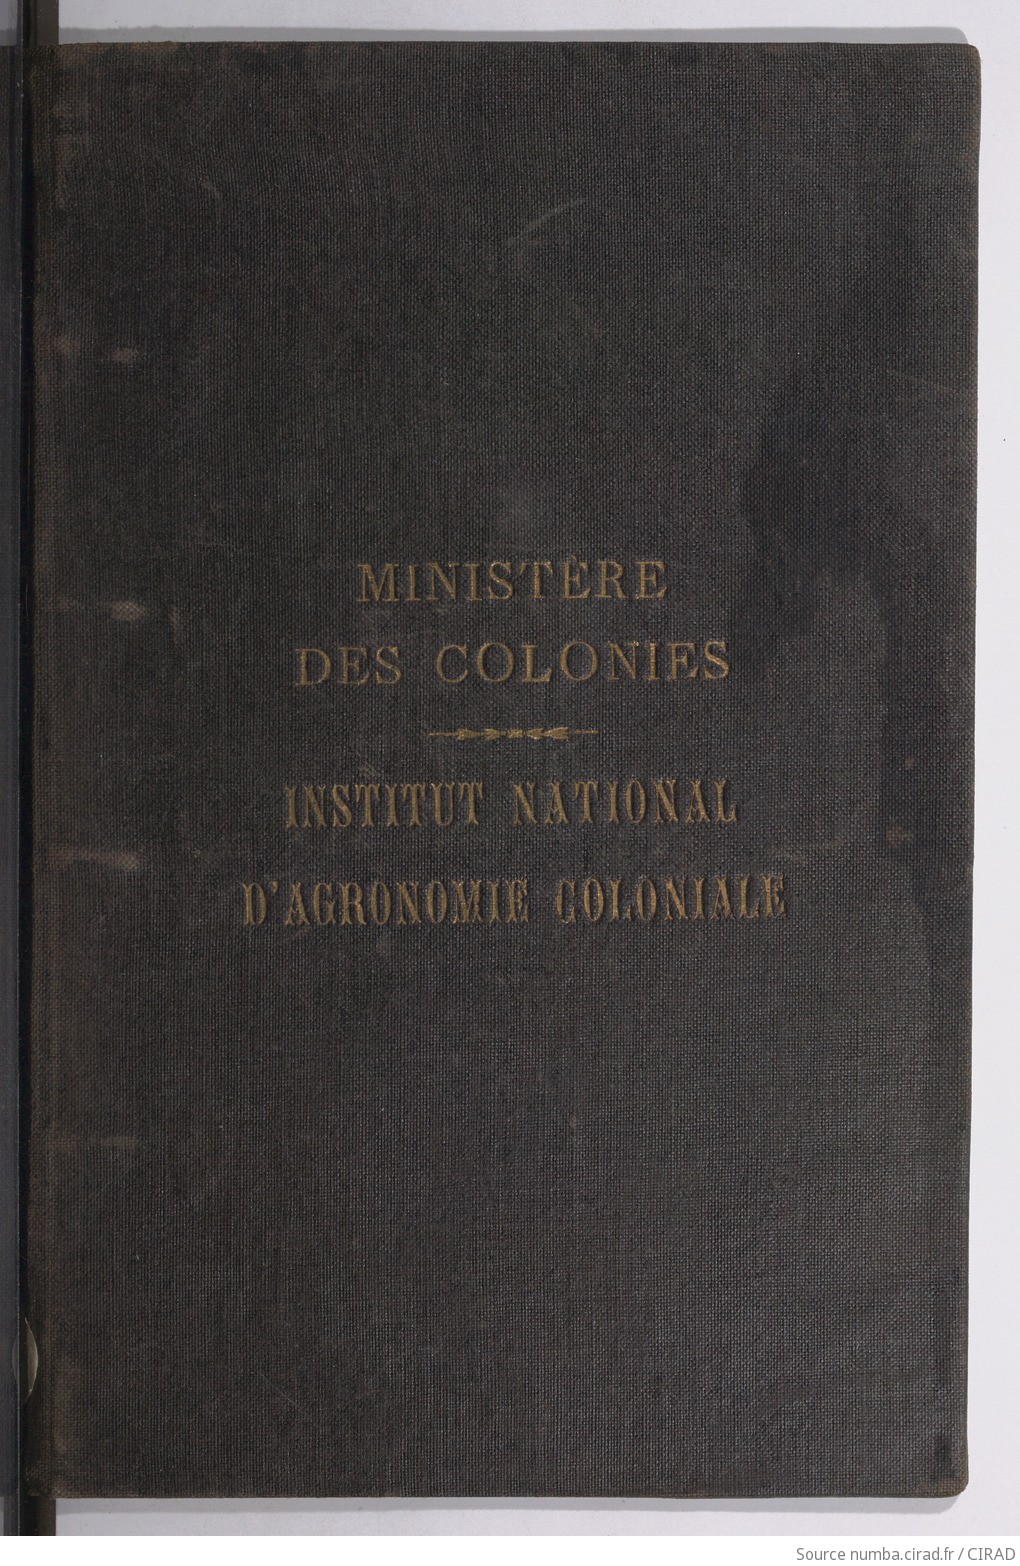 MINISTÈRE
DES COLONIES
INSTITUT NATIONAL
D'AGRONOMIE COLONIALE
Source numba.cirad.fr / CIRAD